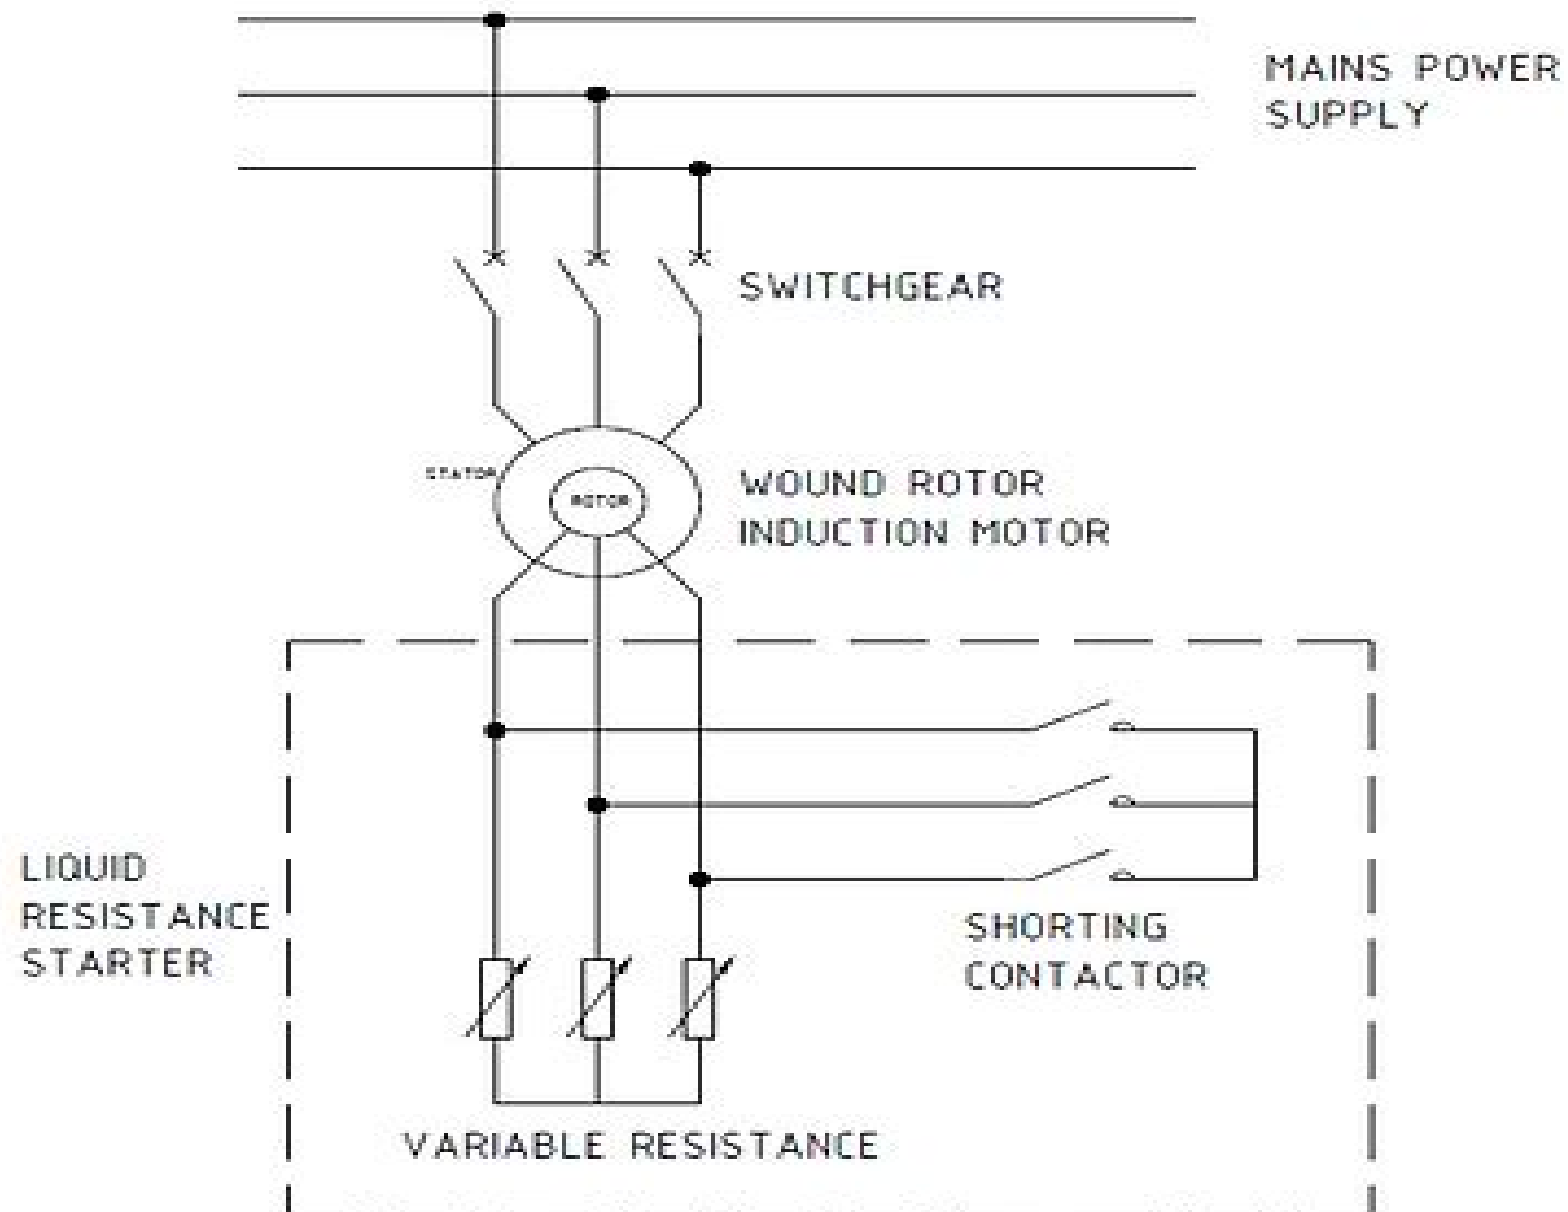 MAINS POWER
SUPPLY
SWITCHGEAR
STATOR
ROTOR
WOUND ROTOR
INDUCTION MOTOR
LIQUID
RESISTANCE
STARTER
SHORTING
CONTACTOR
VARIABLE RESISTANCE